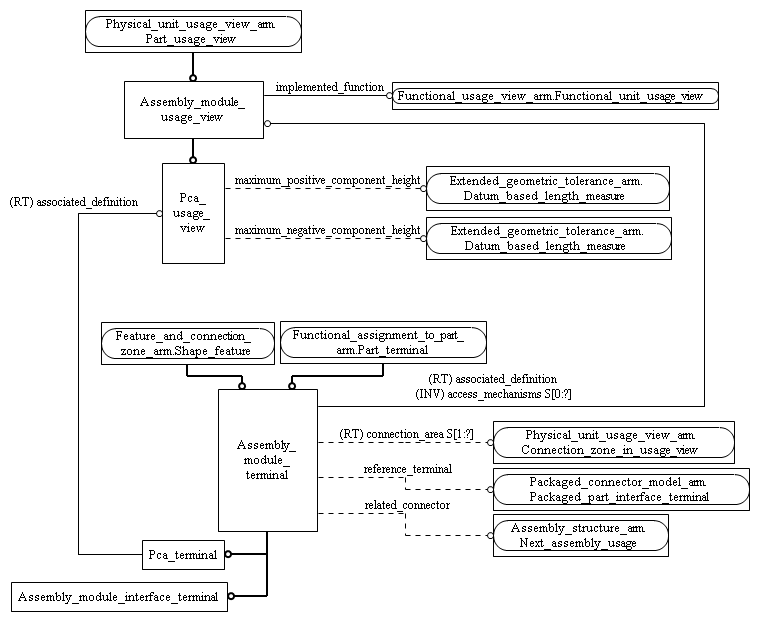 Physical_unit_usage_view_arm.
Part_usage_view
implemented_function
Assembly_module_
usage_view
Functional_usage_view_arm.Functional_unit_usage_view
maximum_positive_component_height
Extended_geometric_tolerance_arm.
Datum_based_length_measure
(RT) associated_definition
Pca_
usage_
view
maximum_negative_component_height
Extended_geometric_tolerance_arm.
Datum_based_length_measure
Feature_and_connection_
zone_arm.Shape_feature
Functional_assignment_to_part_
arm.Part_terminal
(RT) associated_definition
(INV) access_mechanisms S[0:?]
Assembly_
module_
terminal
(RT) connection_area S[1:?]
Physical_unit_usage_view_arm.
Connection_zone_in_usage_view
reference_terminal
Packaged_connector_model_arm.
Packaged_part_interface_terminal
related_connector
Assembly_structure_arm.
Next_assembly_usage
Pca_terminal
Assembly_module_interface_terminal